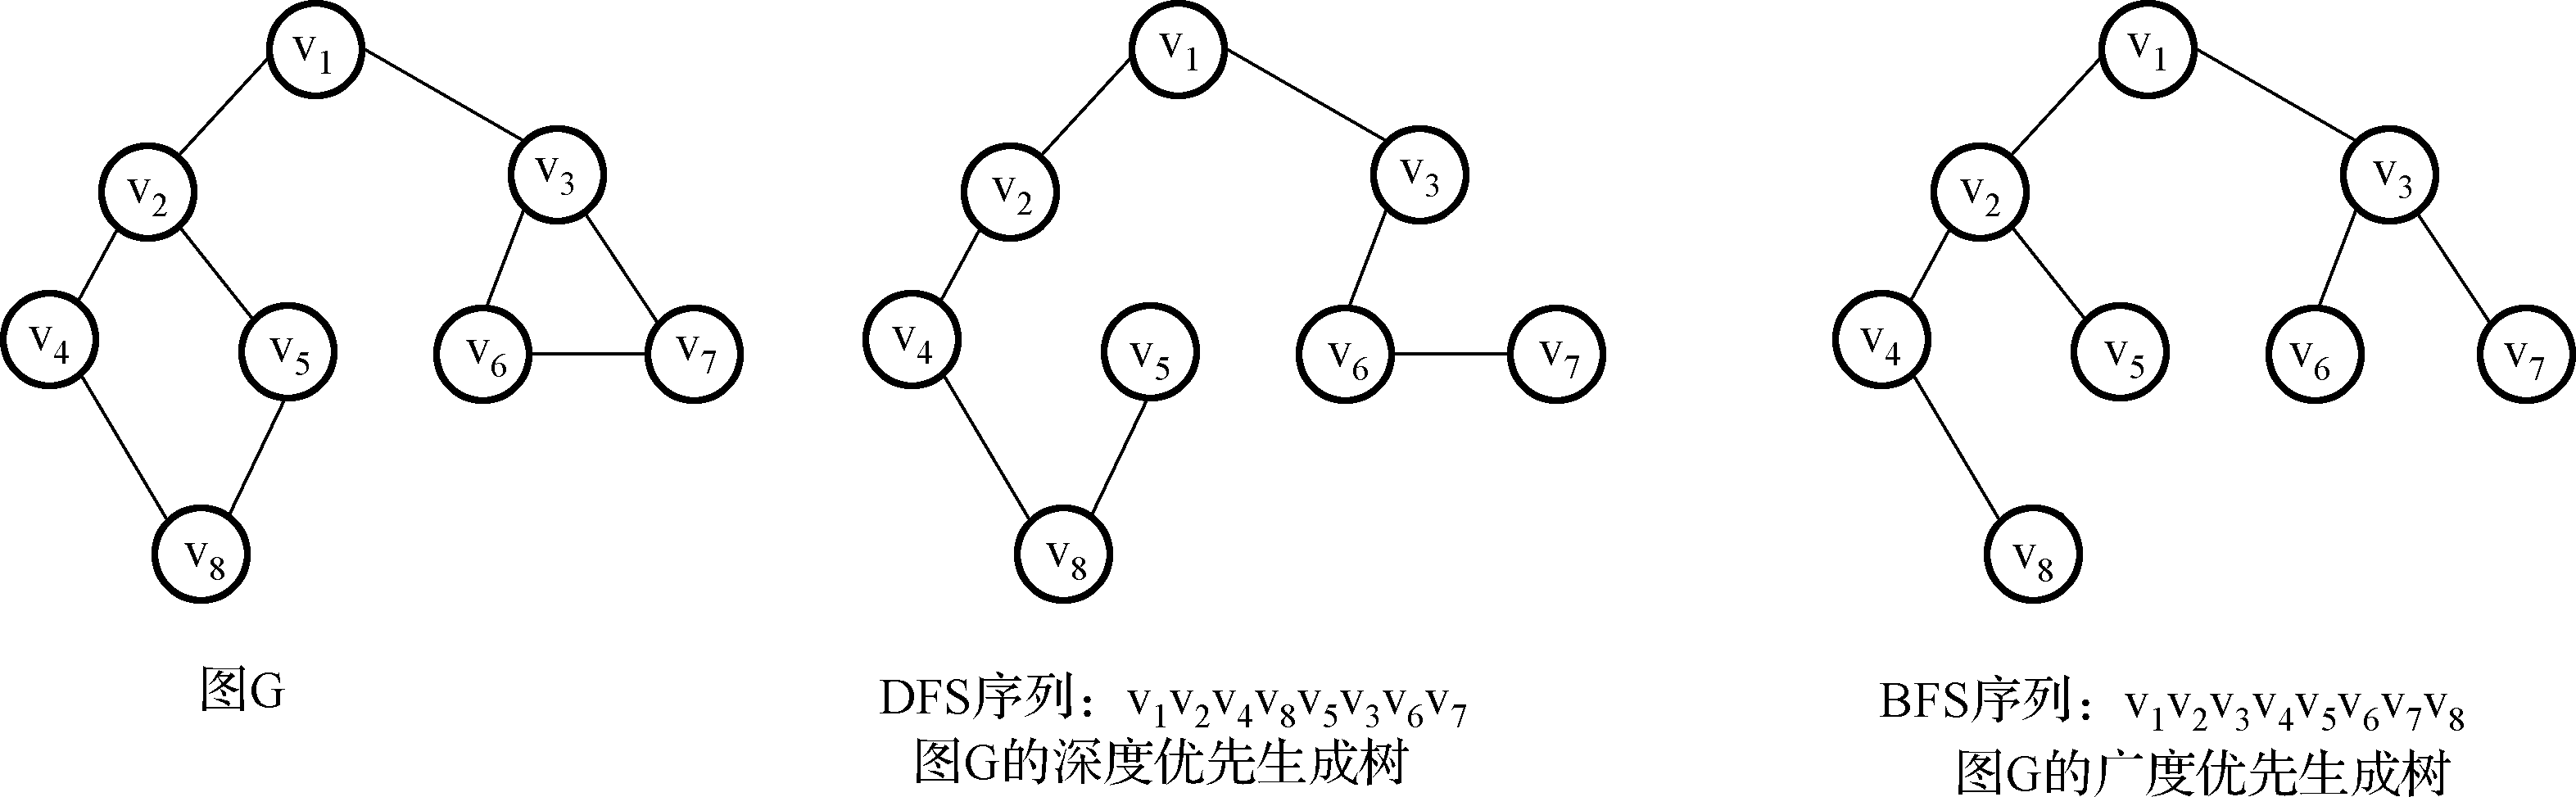 v₁
v₂
v₃
v₄
v₅
v₆
v₇
v₈
图G
v₁
v₂
v₃
v₄
v₅
v₆
v₇
v₈
DFS序列：v₁v₂v₄v₈v₅v₃v₆v₇
图G的深度优先生成树
v₁
v₂
v₃
v₄
v₅
v₆
v₇
v₈
BFS序列：v₁v₂v₃v₄v₅v₆v₇v₈
图G的广度优先生成树